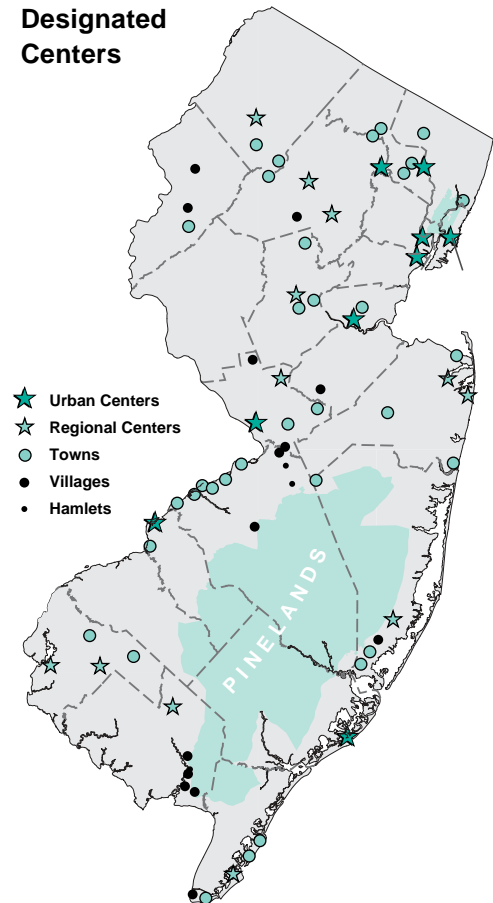 Designated
Centers
Urban Centers
Regional Centers
Towns
Villages
Hamlets
PINELANDS